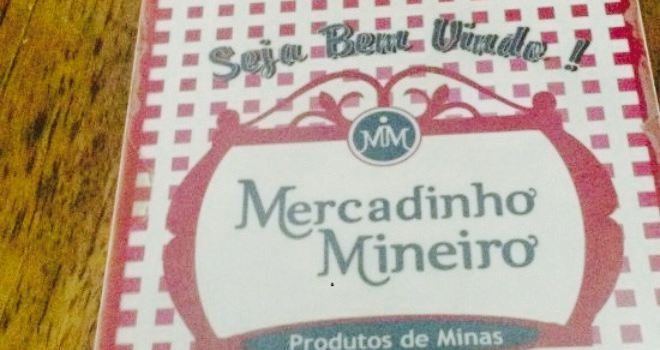 Seja Bem Vindo !
MM
Mercadinho
Mineiro
Produtos de Minas